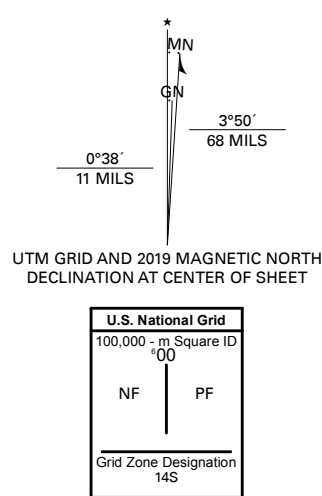 ★
MN
GN
3°50´
68 MILS
0°38´
11 MILS
UTM GRID AND 2019 MAGNETIC NORTH
DECLINATION AT CENTER OF SHEET
U.S. National Grid
100,000 - m Square ID
⁶00
NF PF
Grid Zone Designation
14S